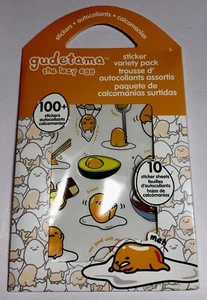 stickers • autocollants • calcomanías
gudetama™
the lazy egg
sticker
variety pack
trousse d'
autocollants assortis
paquete de
calcomanías surtidas
100+
stickers
autocollants
calcomanías
10
sticker sheets
feuilles
d'autocollants
hojas de
calcomanías
meh